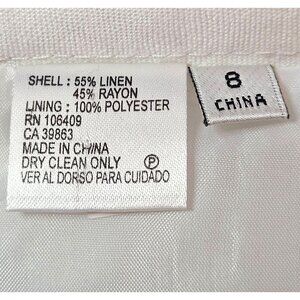 SHELL : 55% LINEN
45% RAYON
LINING : 100% POLYESTER
RN 106409
CA 39863
MADE IN CHINA
DRY CLEAN ONLY P
VER AL DORSO PARA CUIDADO
8
CHINA